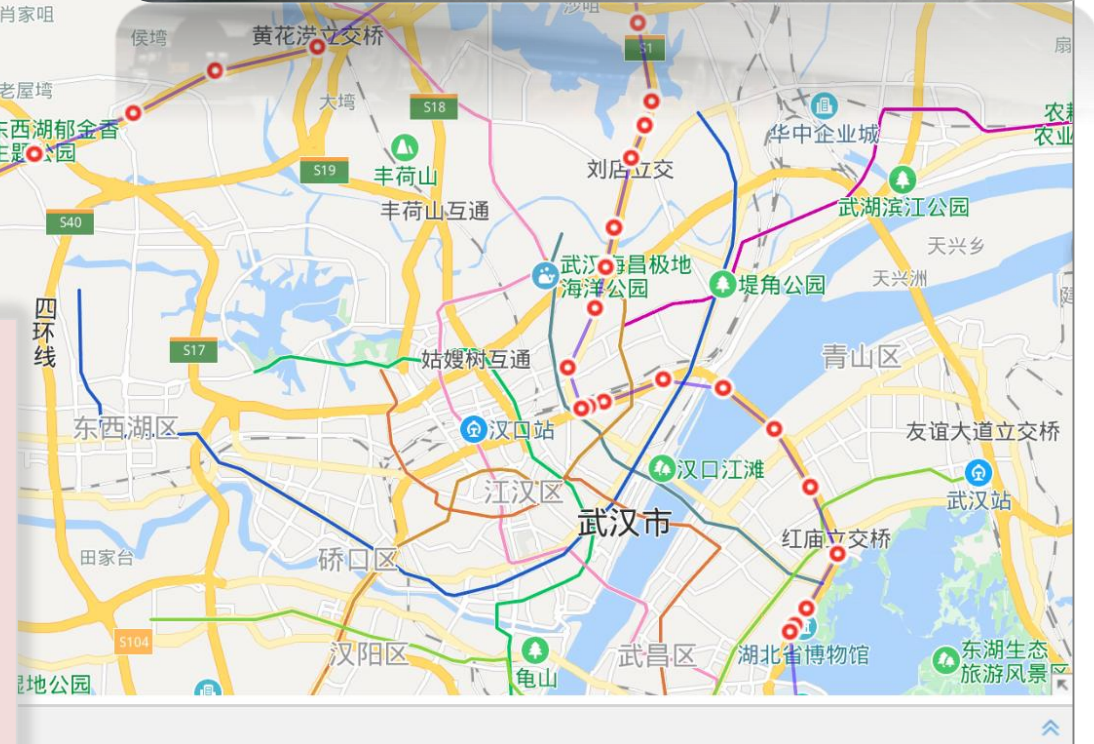 肖家咀
侯湾
黄花涝立交桥
沙咀
S1
扇
老屋湾
大湾
S18
华中企业城
农耕
农业
东西湖郁金香
主题公园
丰荷山
S19
刘店立交
S40
丰荷山互通
武湖滨江公园
天兴乡
武汉海昌极地
海洋公园
堤角公园
天兴洲
四环线
S17
姑嫂树互通
青山区
东西湖区
汉口站
友谊大道立交桥
汉口江滩
武汉站
江汉区
武汉市
田家台
硚口区
红庙立交桥
S104
汉阳区
武昌区
湖北省博物馆
东湖生态
旅游风景区
湿地公园
龟山